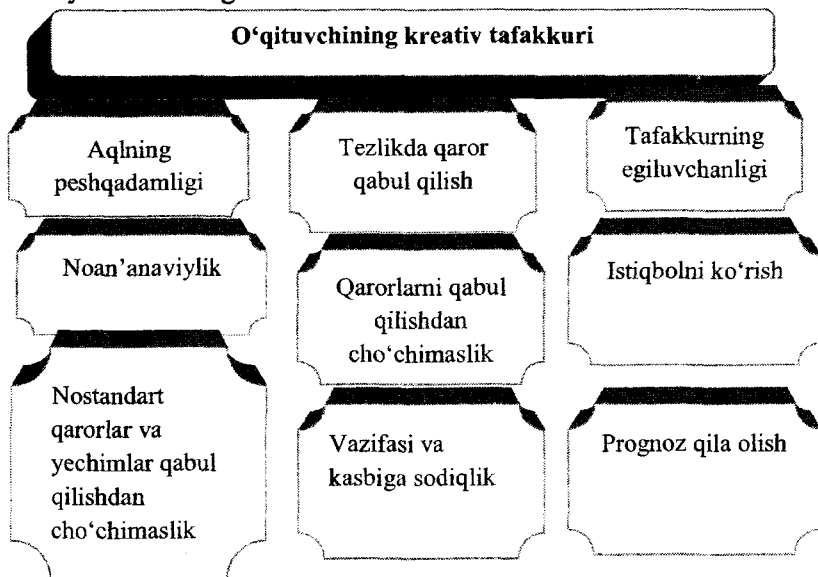 O‘qituvchining kreativ tafakkuri
Aqlning
peshqadamligi
Tezlikda qaror
qabul qilish
Tafakkurning
egiluvchanligi
Noan’anaviylik
Qarorlarni qabul
qilishdan
cho‘chimaslik
Istiqbolni ko‘rish
Nostandart
qarorlar va
yechimlar qabul
qilishdan
cho‘chimaslik
Vazifasi va
kasbiga sodiqlik
Prognoz qila olish